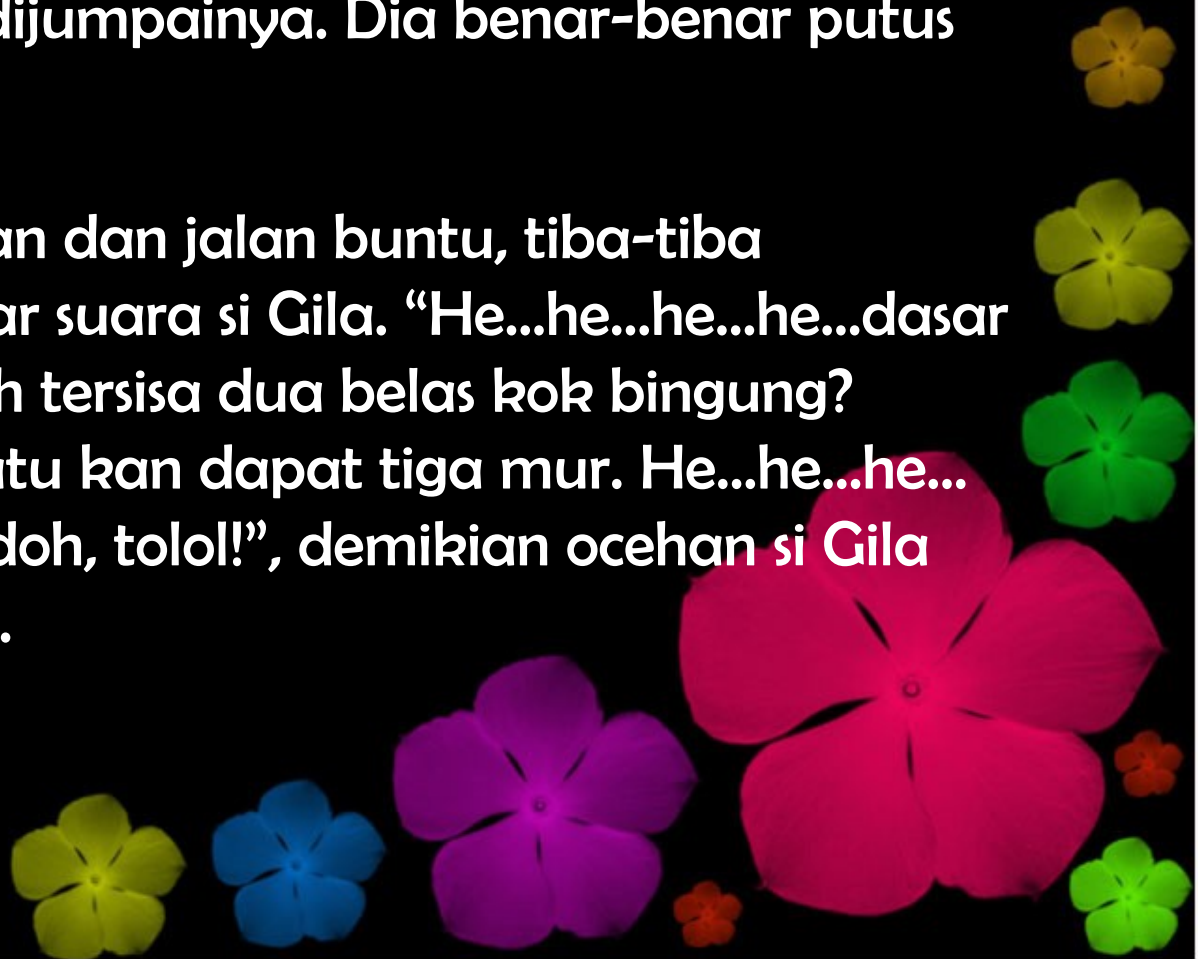 dijumpainya. Dia benar-benar putus
an dan jalan buntu, tiba-tiba
ar suara si Gila. “He...he...he...he...dasar
h tersisa dua belas kok bingung?
atu kan dapat tiga mur. He...he...he...
doh, tolol!”, demikian ocehan si Gila
.